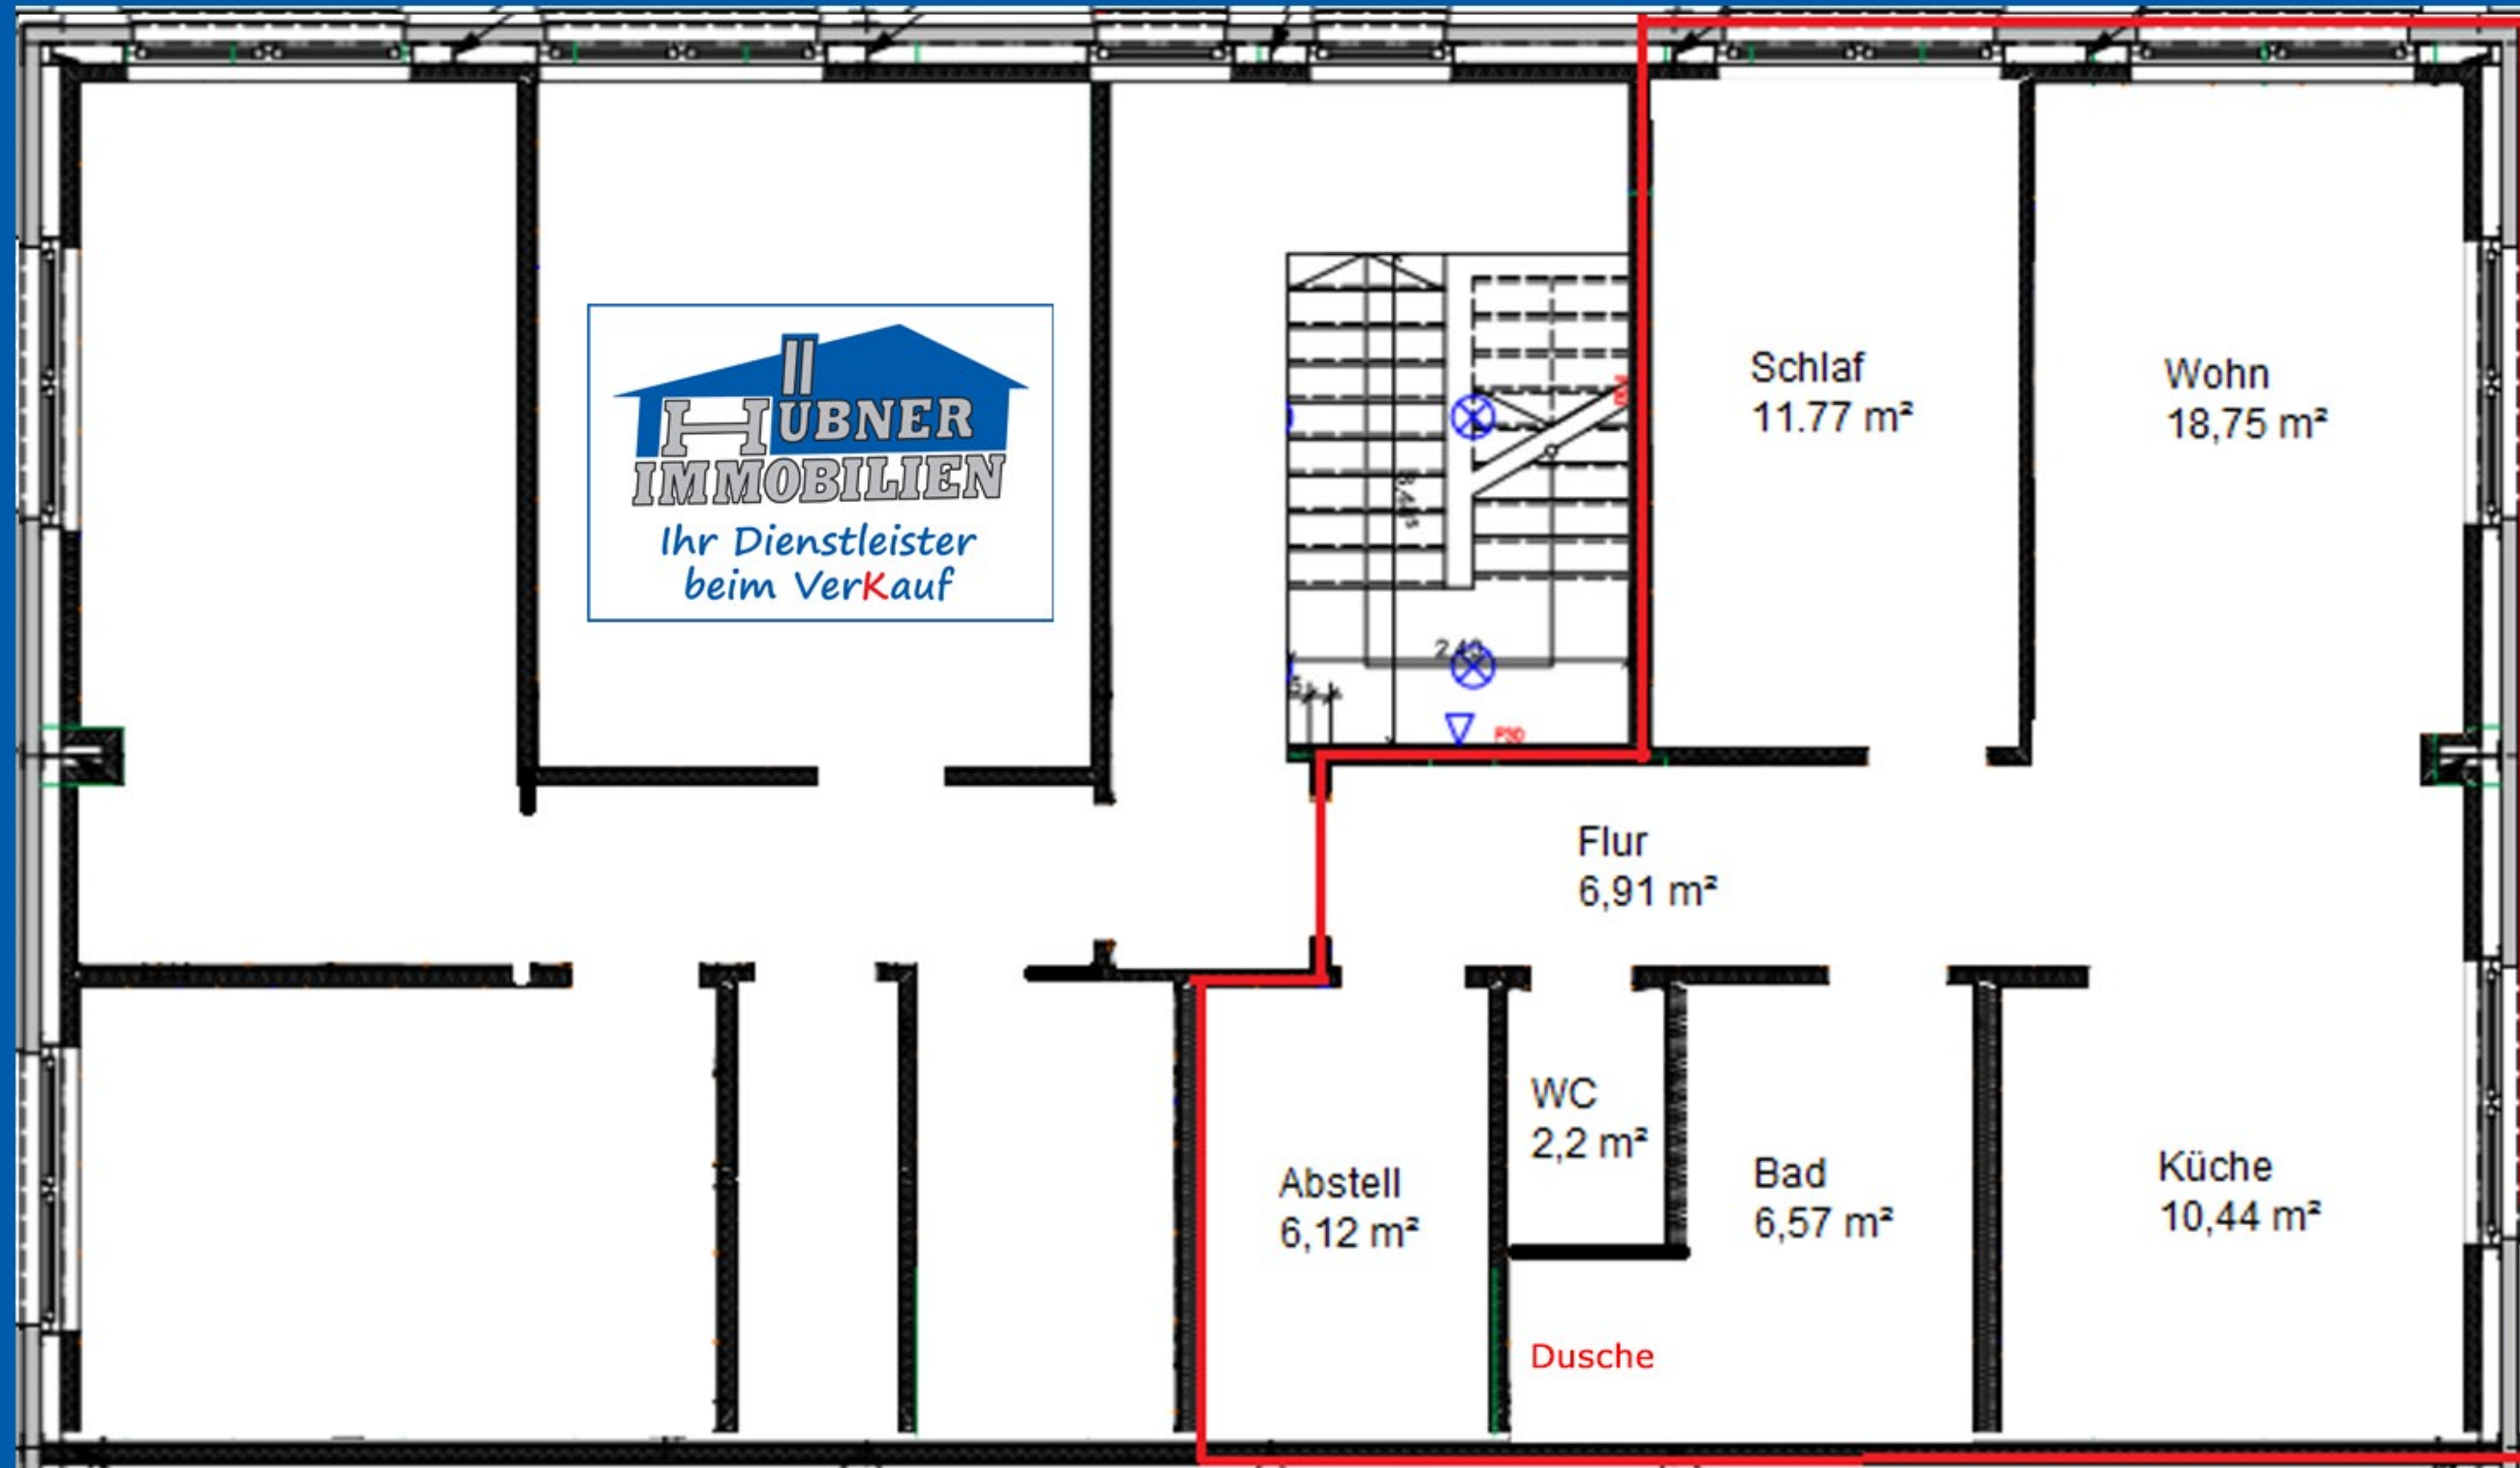 HÜBNER
IMMOBILIEN
Ihr Dienstleister
beim VerKauf
Schlaf
11.77 m²
Wohn
18,75 m²
Flur
6,91 m²
WC
2,2 m²
Abstell
6,12 m²
Bad
6,57 m²
Küche
10,44 m²
Dusche